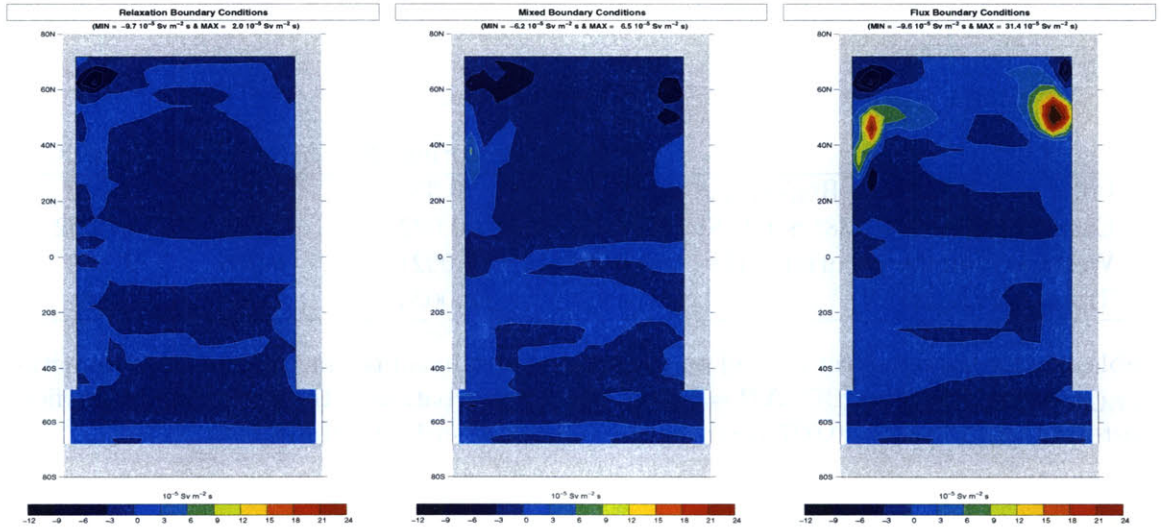 Relaxation Boundary Conditions
(MIN = −9.7 10⁻⁵ Sv m⁻² s & MAX = 2.0 10⁻⁵ Sv m⁻² s)
80N
60N
40N
20N
0
20S
40S
60S
80S
10⁻⁵ Sv m⁻² s
−12 −9 −6 −3 0 3 6 9 12 15 18 21 24
Mixed Boundary Conditions
(MIN = −6.2 10⁻⁵ Sv m⁻² s & MAX = 6.5 10⁻⁵ Sv m⁻² s)
80N
60N
40N
20N
0
20S
40S
60S
80S
10⁻⁵ Sv m⁻² s
−12 −9 −6 −3 0 3 6 9 12 15 18 21 24
Flux Boundary Conditions
(MIN = −9.6 10⁻⁵ Sv m⁻² s & MAX = 31.4 10⁻⁵ Sv m⁻² s)
80N
60N
40N
20N
0
20S
40S
60S
80S
10⁻⁵ Sv m⁻² s
−12 −9 −6 −3 0 3 6 9 12 15 18 21 24